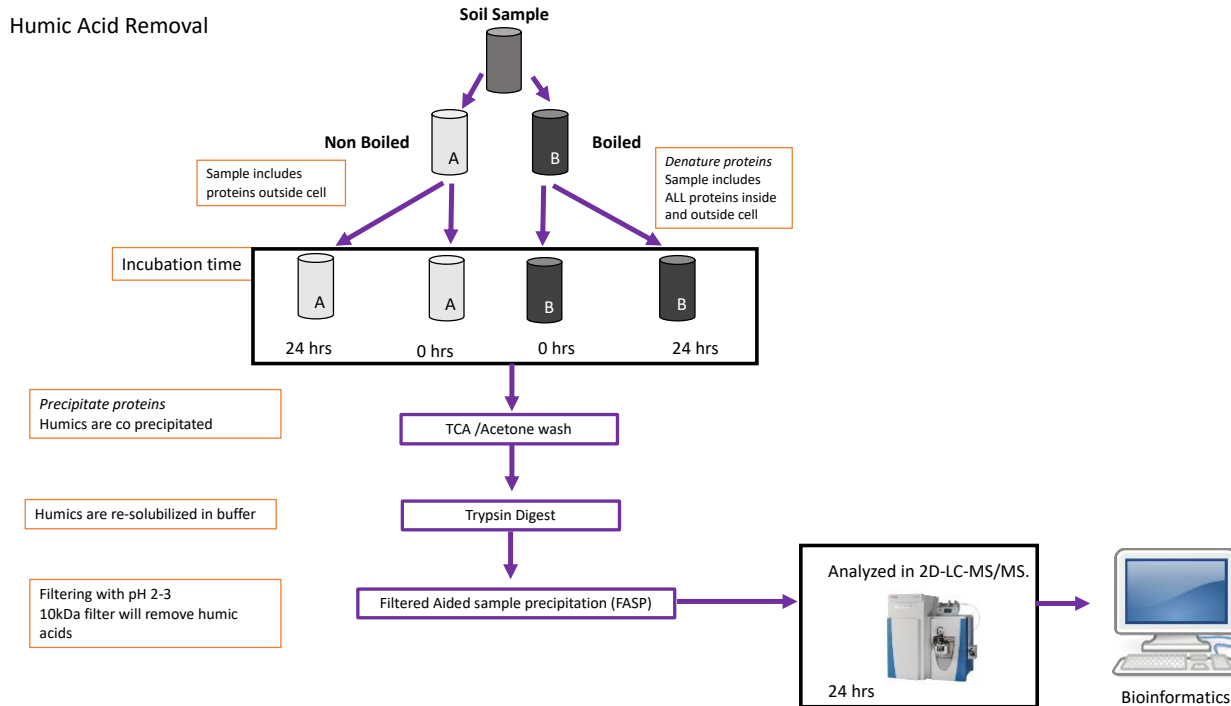 Humic Acid Removal
Soil Sample
Non Boiled
Boiled
A
B
Sample includes
proteins outside cell
Denature proteins
Sample includes
ALL proteins inside
and outside cell
Incubation time
A
A
B
B
24 hrs
0 hrs
0 hrs
24 hrs
Precipitate proteins
Humics are co precipitated
TCA /Acetone wash
Humics are re-solubilized in buffer
Trypsin Digest
Filtering with pH 2-3
10kDa filter will remove humic
acids
Filtered Aided sample precipitation (FASP)
Analyzed in 2D-LC-MS/MS.
24 hrs
Bioinformatics